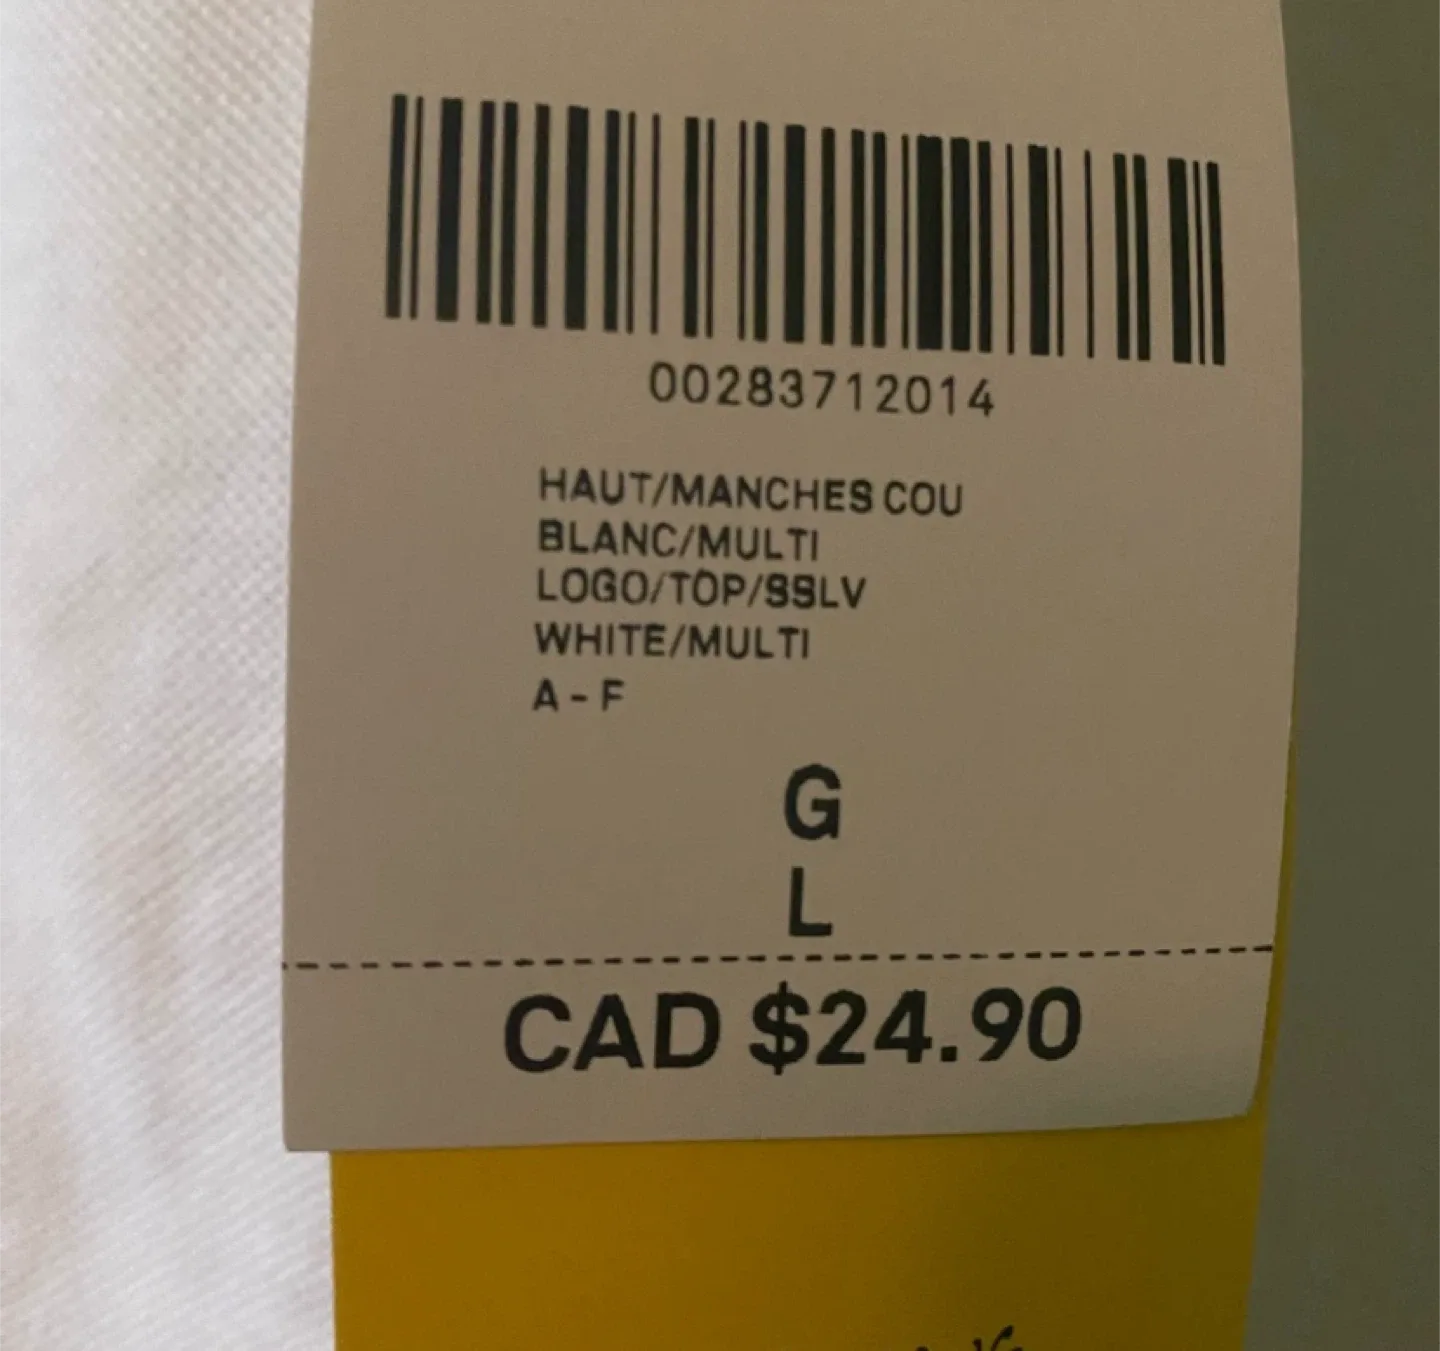 00283712014
HAUT/MANCHES COU
BLANC/MULTI
LOGO/TOP/SSLV
WHITE/MULTI
A - F
G
L
CAD $24.90